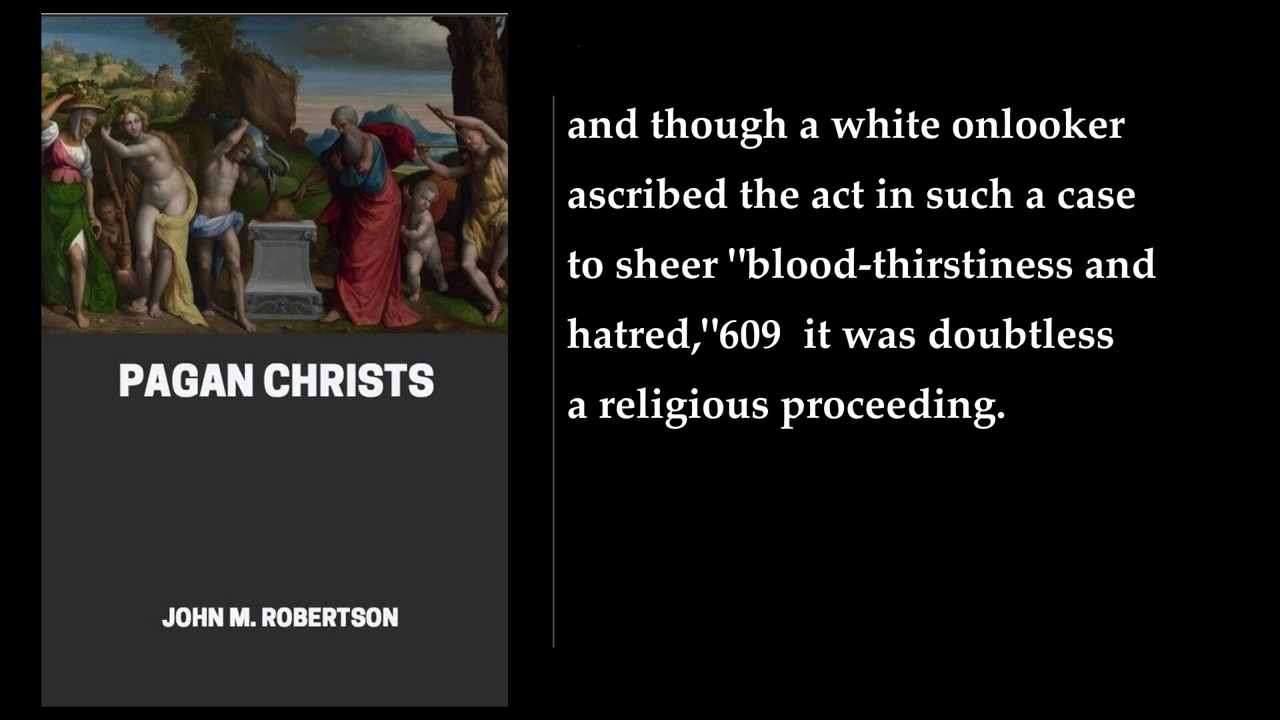 PAGAN CHRISTS
JOHN M. ROBERTSON
and though a white onlooker
ascribed the act in such a case
to sheer "blood-thirstiness and
hatred,"609  it was doubtless
a religious proceeding.